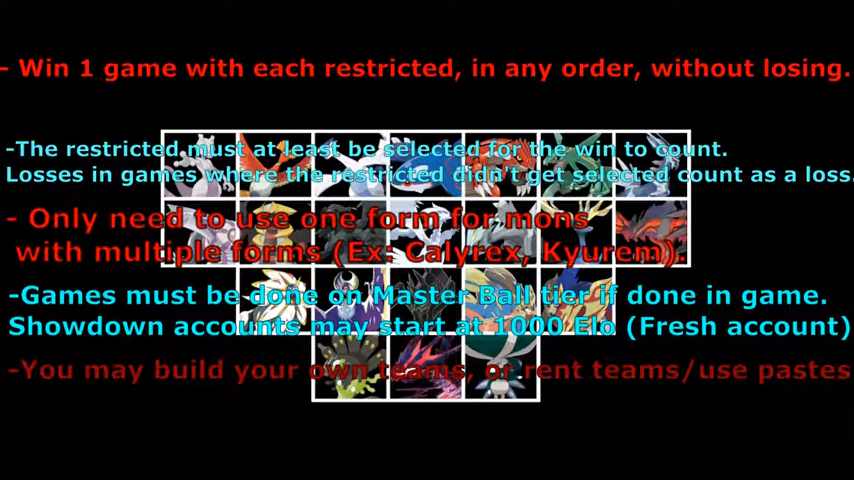 - Win 1 game with each restricted, in any order, without losing.
-The restricted must at least be selected for the win to count.
Losses in games where the restricted didn't get selected count as a loss.
- Only need to use one form for mons
with multiple forms (Ex: Calyrex, Kyurem).
-Games must be done on Master Ball tier if done in game.
Showdown accounts may start at 1000 Elo (Fresh account)
-You may build your own teams, or rent teams/use pastes